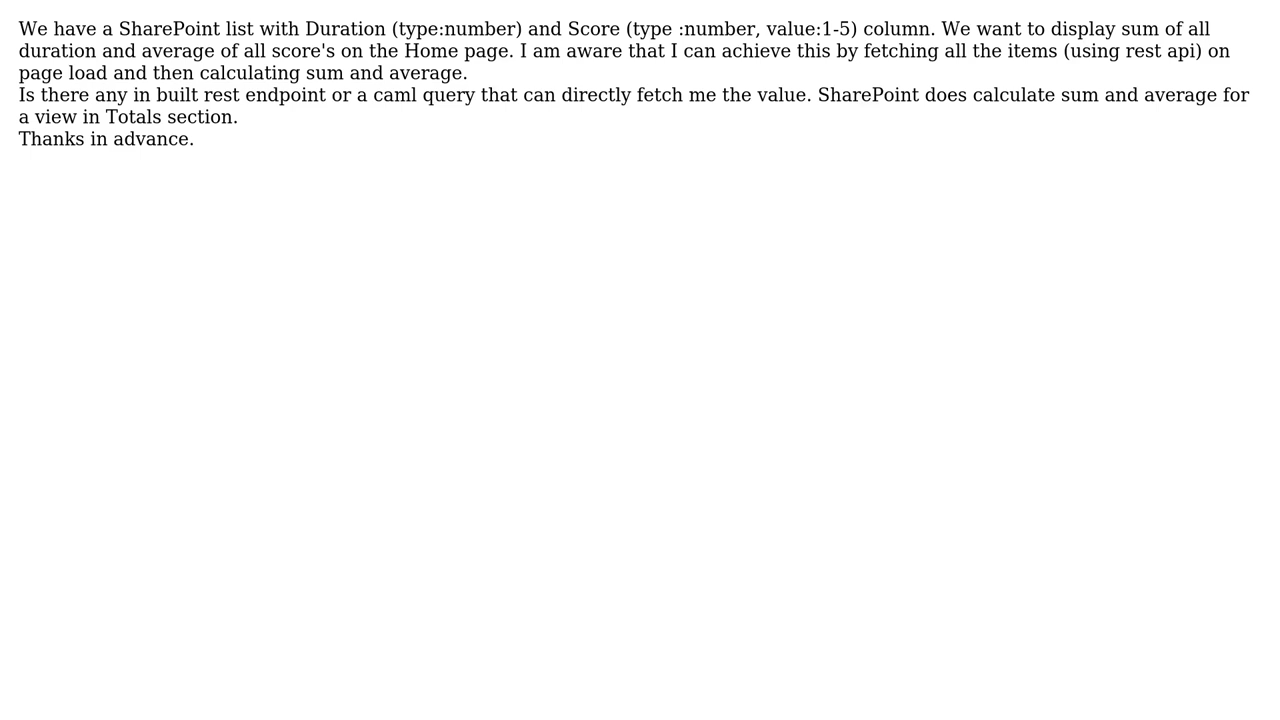 We have a SharePoint list with Duration (type:number) and Score (type :number, value:1-5) column. We want to display sum of all
duration and average of all score's on the Home page. I am aware that I can achieve this by fetching all the items (using rest api) on
page load and then calculating sum and average.
Is there any in built rest endpoint or a caml query that can directly fetch me the value. SharePoint does calculate sum and average for
a view in Totals section.
Thanks in advance.